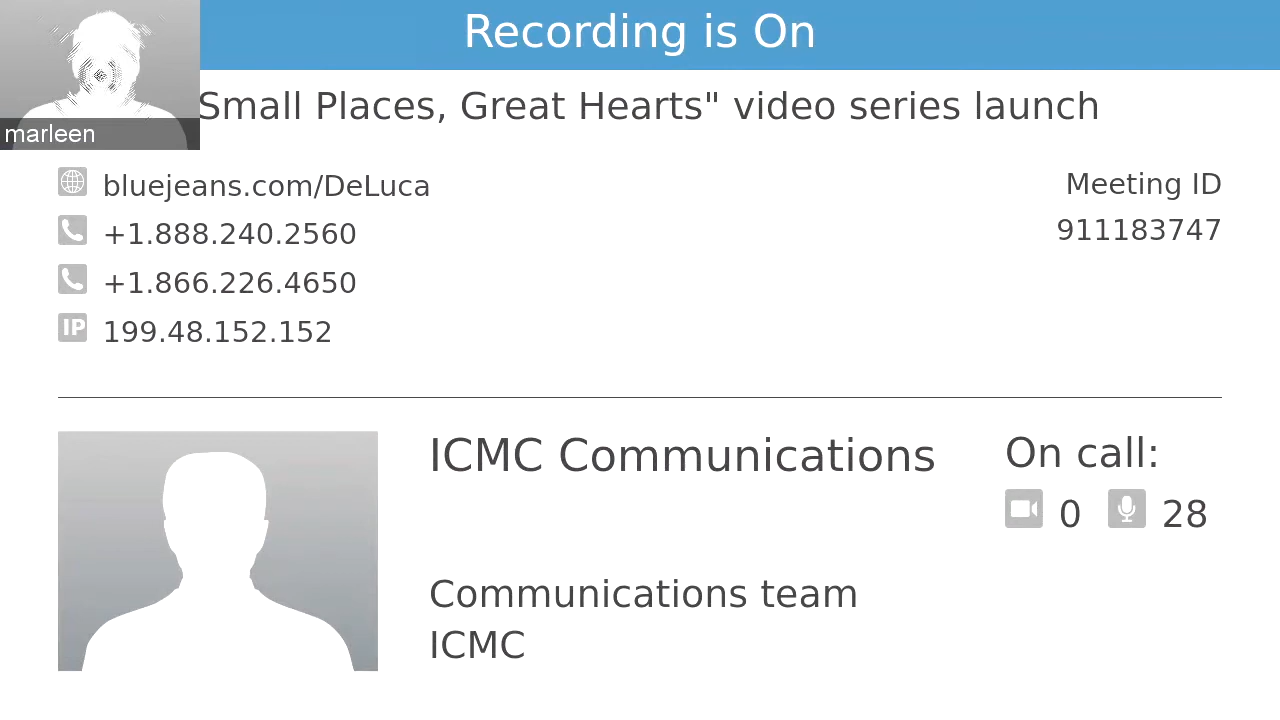 Recording is On
Small Places, Great Hearts" video series launch
marleen
bluejeans.com/DeLuca
Meeting ID
+1.888.240.2560
911183747
+1.866.226.4650
IP 199.48.152.152
ICMC Communications
On call:
0 28
Communications team
ICMC